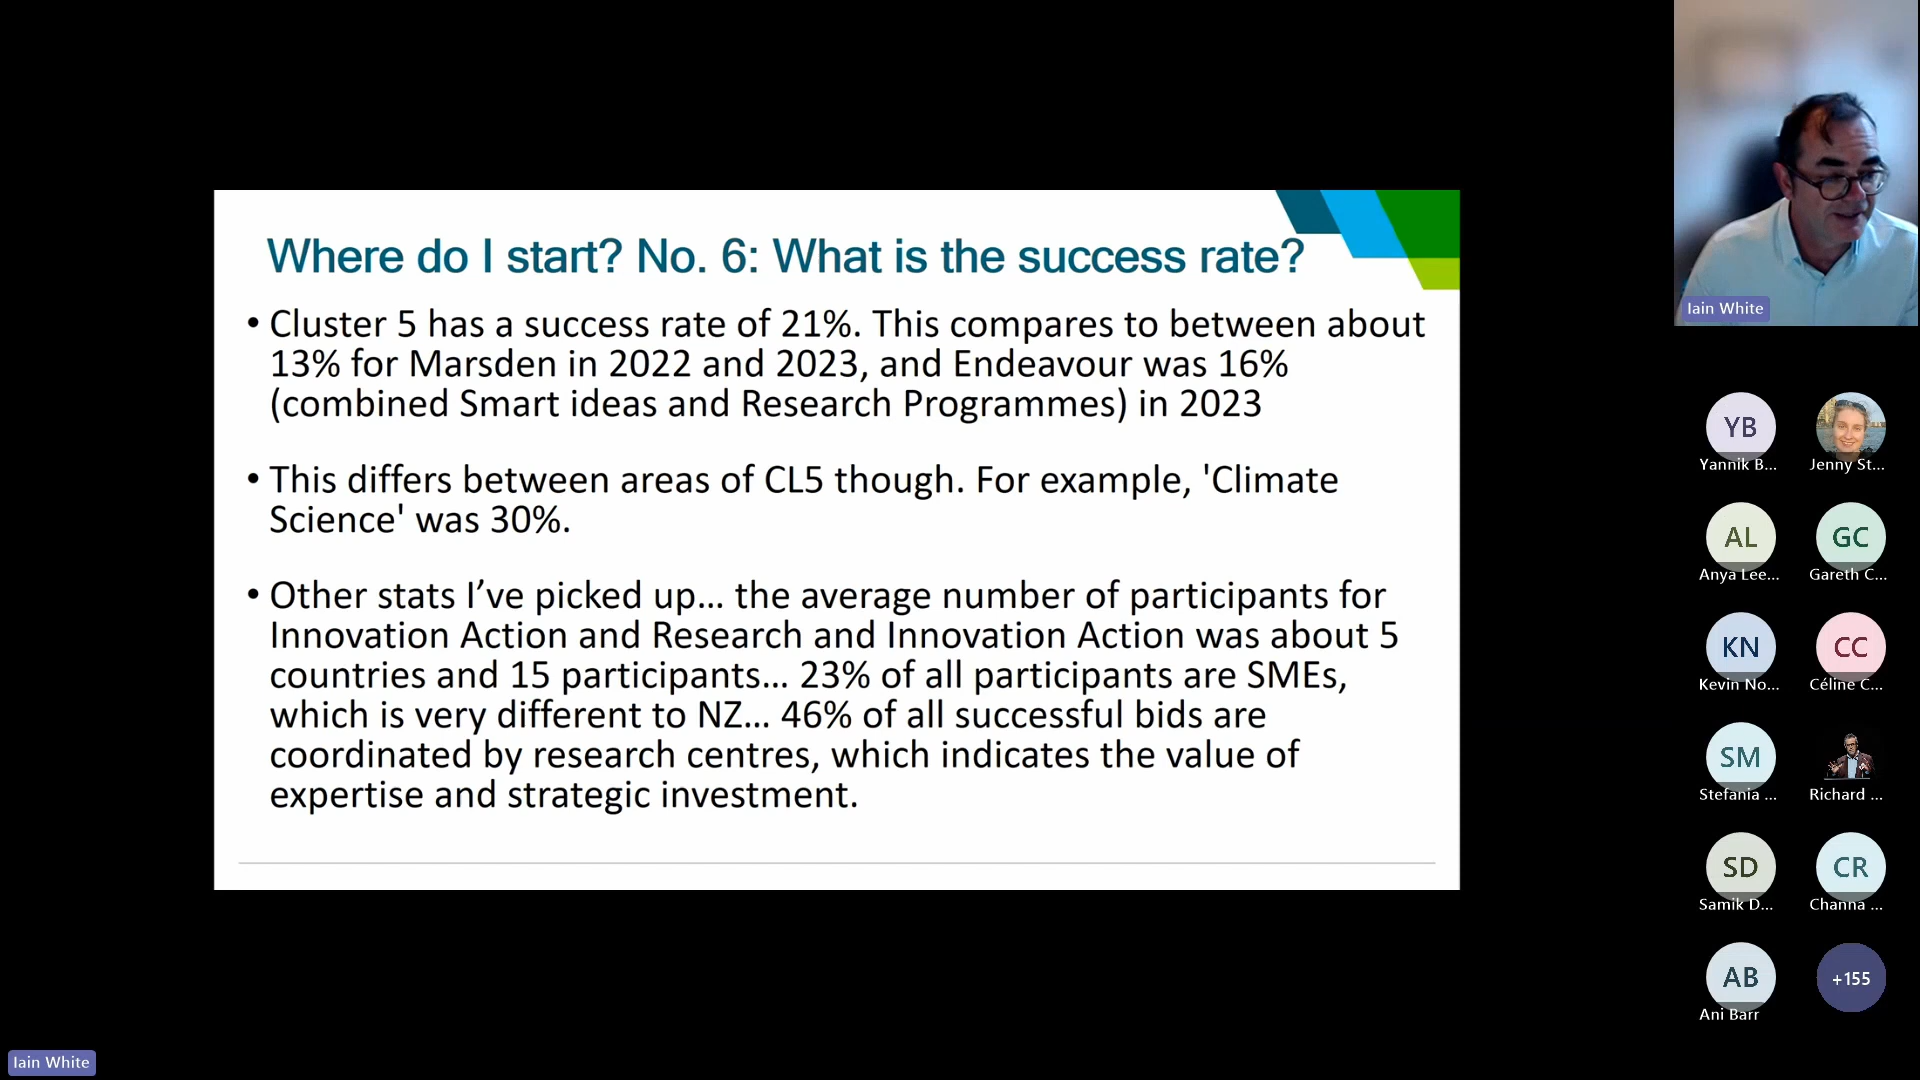 Where do I start? No. 6: What is the success rate?
• Cluster 5 has a success rate of 21%. This compares to between about
13% for Marsden in 2022 and 2023, and Endeavour was 16%
(combined Smart ideas and Research Programmes) in 2023
• This differs between areas of CL5 though. For example, 'Climate
Science' was 30%.
• Other stats I’ve picked up... the average number of participants for
Innovation Action and Research and Innovation Action was about 5
countries and 15 participants... 23% of all participants are SMEs,
which is very different to NZ... 46% of all successful bids are
coordinated by research centres, which indicates the value of
expertise and strategic investment.
Iain White
YB
Yannik B...
Jenny St...
AL
Anya Lee...
GC
Gareth C...
KN
Kevin No...
CC
Céline C...
SM
Stefania ...
Richard ...
SD
Samik D...
CR
Channa ...
AB
Ani Barr
+155
Iain White